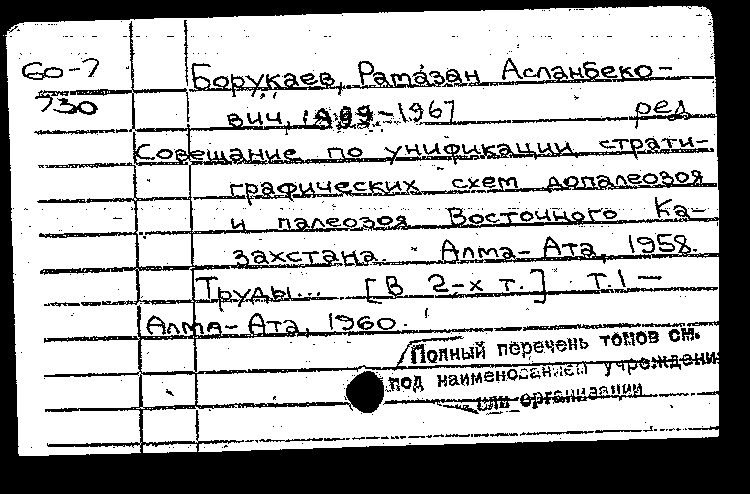 60-7
730
Борукаев, Рамазан Асланбеко-
вич, 1899-1967 ред
Совещание по унификации страти-
графических схем допалеозоя
и палеозоя Восточного Ка-
захстана. Алма-Ата, 1958.
Труды... [В 2-х т.] Т.1 —
Алма-Ата, 1960.
Полный перечень томов см.
под наименованием учреждения
или организации